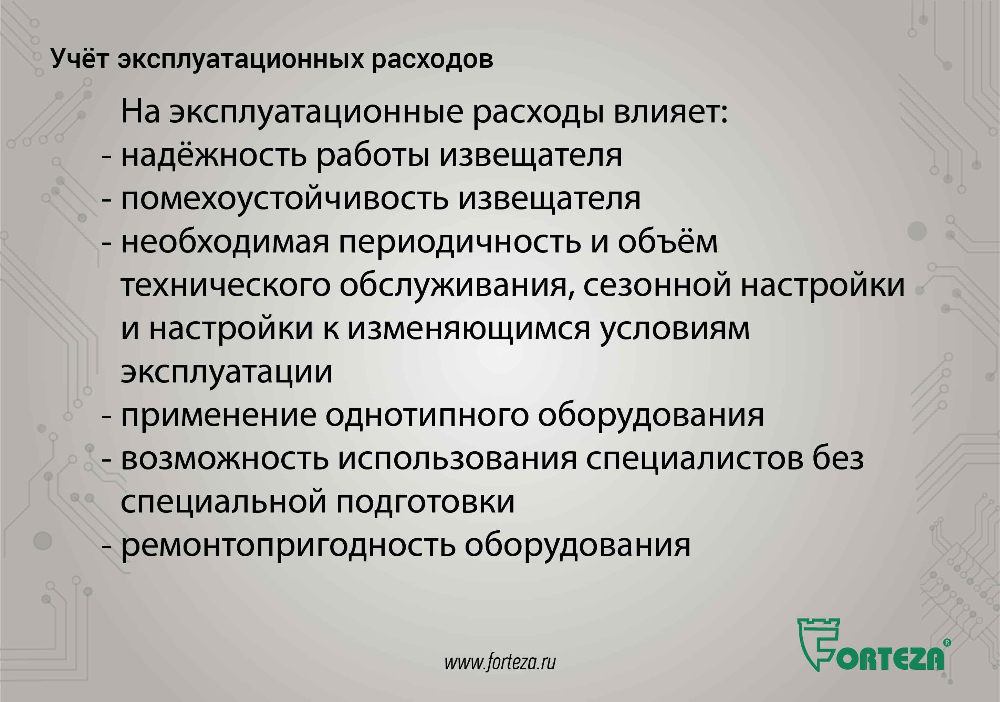 Учёт эксплуатационных расходов
На эксплуатационные расходы влияет:
- надёжность работы извещателя
- помехоустойчивость извещателя
- необходимая периодичность и объём
технического обслуживания, сезонной настройки
и настройки к изменяющимся условиям
эксплуатации
- применение однотипного оборудования
- возможность использования специалистов без
специальной подготовки
- ремонтопригодность оборудования
www.forteza.ru
FORTEZA®